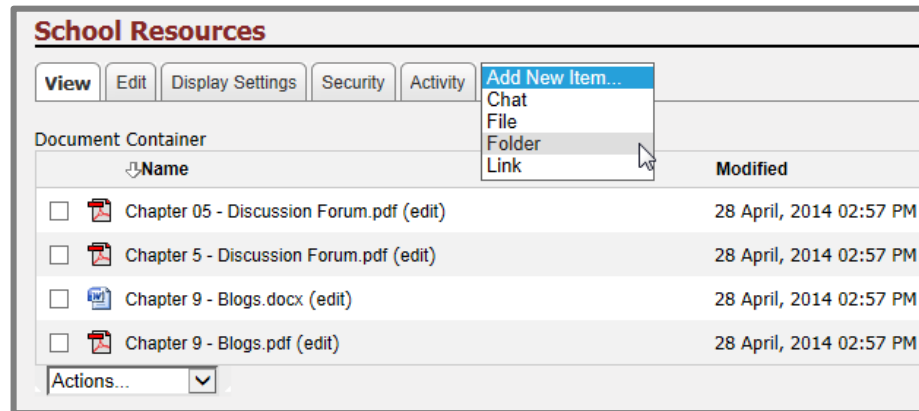 School Resources
View Edit Display Settings Security Activity Add New Item...
Chat
File
Folder
Link
Document Container
Name Modified
Chapter 05 - Discussion Forum.pdf (edit) 28 April, 2014 02:57 PM
Chapter 5 - Discussion Forum.pdf (edit) 28 April, 2014 02:57 PM
Chapter 9 - Blogs.docx (edit) 28 April, 2014 02:57 PM
Chapter 9 - Blogs.pdf (edit) 28 April, 2014 02:57 PM
Actions...